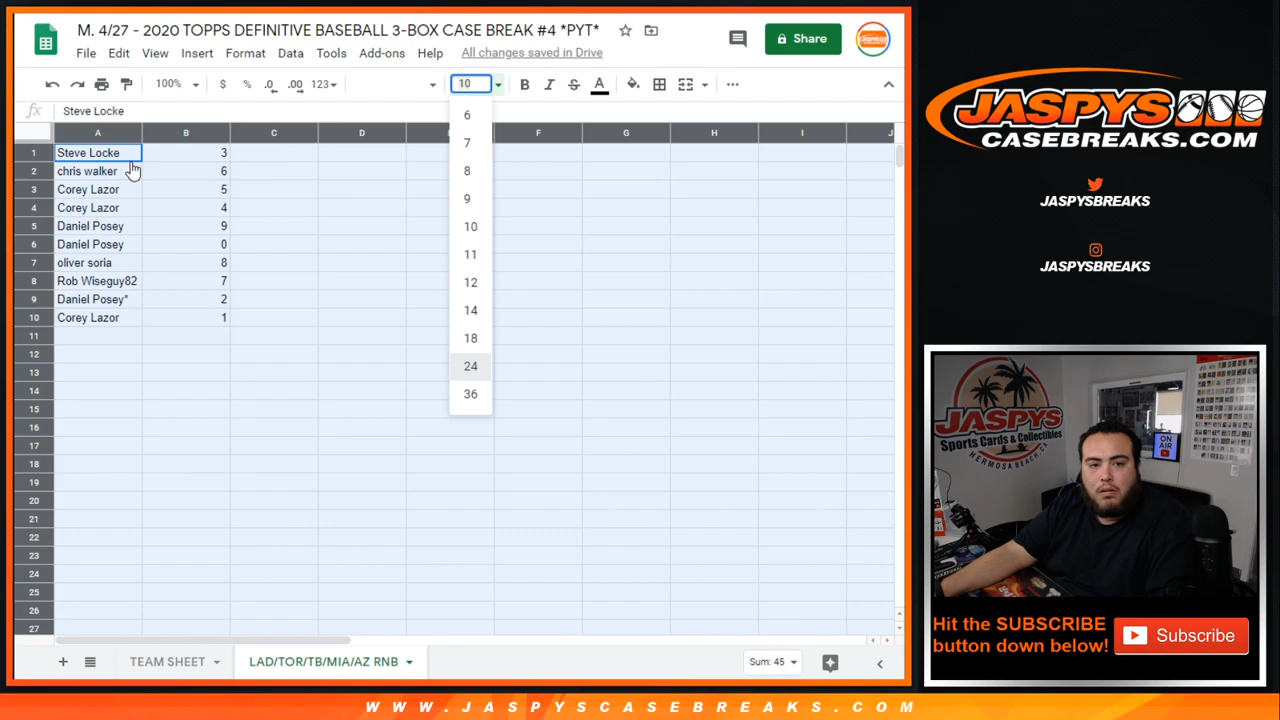 M. 4/27 - 2020 TOPPS DEFINITIVE BASEBALL 3-BOX CASE BREAK #4 *PYT*
File Edit View Insert Format Data Tools Add-ons Help All changes saved in Drive
Share
100% $ % .0 .00 123 10 B I S A
fx Steve Locke
A B C D E F G H I J
1 Steve Locke 3
2 chris walker 6
3 Corey Lazor 5
4 Corey Lazor 4
5 Daniel Posey 9
6 Daniel Posey 0
7 oliver soria 8
8 Rob Wiseguy82 7
9 Daniel Posey* 2
10 Corey Lazor 1
11
12
13
14
15
16
17
18
19
20
21
22
23
24
25
26
27
6
7
8
9
10
11
12
14
18
24
36
TEAM SHEET
LAD/TOR/TB/MIA/AZ RNB
Sum: 45
JASPYS
CASEBREAKS.COM
JASPYSBREAKS
JASPYSBREAKS
JASPYS
Sports Cards & Collectibles
HERMOSA BEACH, CA
ON AIR
Hit the SUBSCRIBE
button down below!
Subscribe
WWW.JASPYSCASEBREAKS.COM